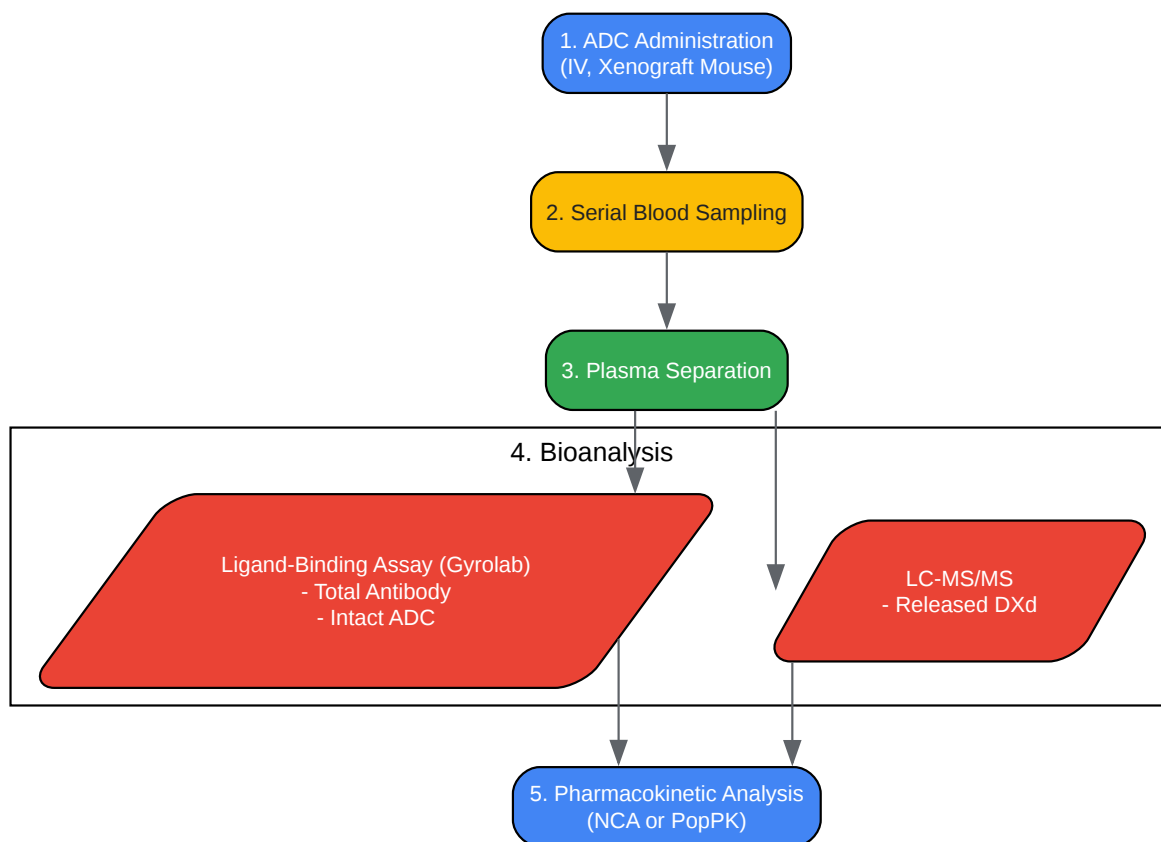 1. ADC Administration
(IV, Xenograft Mouse)
2. Serial Blood Sampling
3. Plasma Separation
4. Bioanalysis
Ligand-Binding Assay (Gyrolab)
- Total Antibody
- Intact ADC
LC-MS/MS
- Released DXd
5. Pharmacokinetic Analysis
(NCA or PopPK)